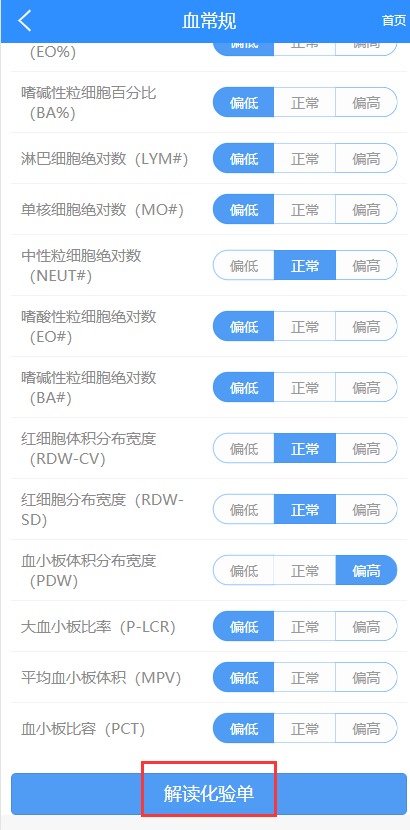 血常规
首页
(EO%)
偏低 正常 偏高
嗜碱性粒细胞百分比
(BA%)
偏低 正常 偏高
淋巴细胞绝对数（LYM#）
偏低 正常 偏高
单核细胞绝对数（MO#）
偏低 正常 偏高
中性粒细胞绝对数
（NEUT#）
偏低 正常 偏高
嗜酸性粒细胞绝对数
（EO#）
偏低 正常 偏高
嗜碱性粒细胞绝对数
（BA#）
偏低 正常 偏高
红细胞体积分布宽度
（RDW-CV）
偏低 正常 偏高
红细胞分布宽度（RDW-
SD）
偏低 正常 偏高
血小板体积分布宽度
（PDW）
偏低 正常 偏高
大血小板比率（P-LCR）
偏低 正常 偏高
平均血小板体积（MPV）
偏低 正常 偏高
血小板比容（PCT）
偏低 正常 偏高
解读化验单